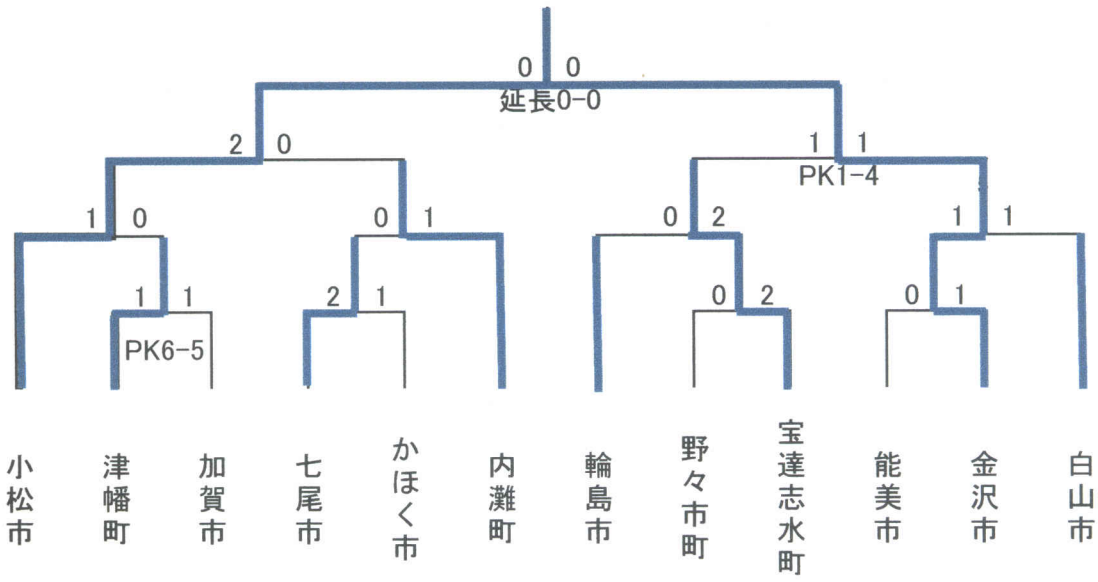 0 0
延長0-0
2 0
1 1
PK1-4
1 0
0 1
0 2
1 1
1 1
PK6-5
2 1
0 2
0 1
小松市
津幡町
加賀市
七尾市
かほく市
内灘町
輪島市
野々市町
宝達志水町
能美市
金沢市
白山市